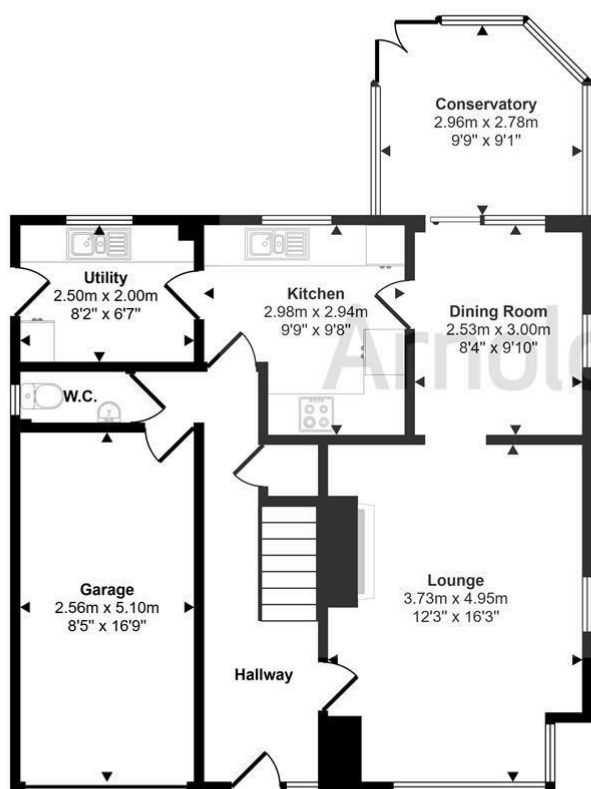 Conservatory
2.96m x 2.78m
9'9" x 9'1"
Utility
2.50m x 2.00m
8'2" x 6'7"
Kitchen
2.98m x 2.94m
9'9" x 9'8"
Dining Room
2.53m x 3.00m
8'4" x 9'10"
W.C.
Garage
2.56m x 5.10m
8'5" x 16'9"
Lounge
3.73m x 4.95m
12'3" x 16'3"
Hallway